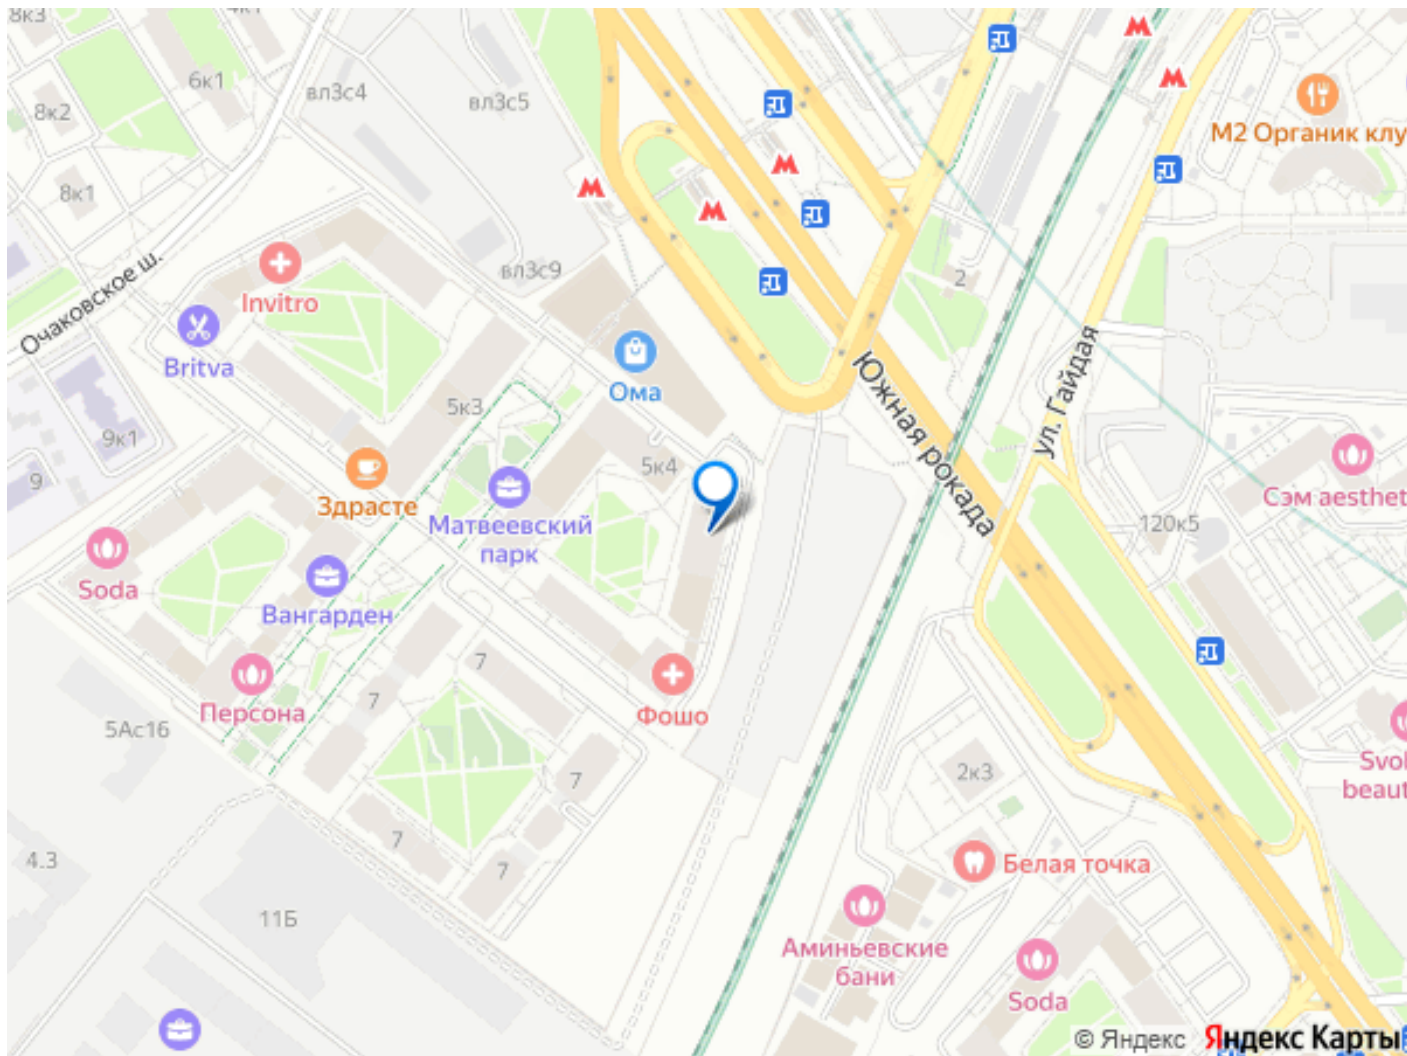 8к3
4к1
6к1
8к2
вл3с4
вл3с5
М2 Органик клу
8к1
Очаковское ш.
вл3с9
2
Invitro
Britva
Ома
Южная рокада
ул. Гайдая
5к3
9к1
5к4
9
Здрасте
Матвеевский
парк
Сэм aesthet
120к5
Soda
Вангарден
7
Персона
7
Фошо
5Ас16
7
2к3
Svol
beaut
7
7
4.3
Белая точка
11Б
Аминьевские
бани
Soda
© Яндекс Яндекс Карты